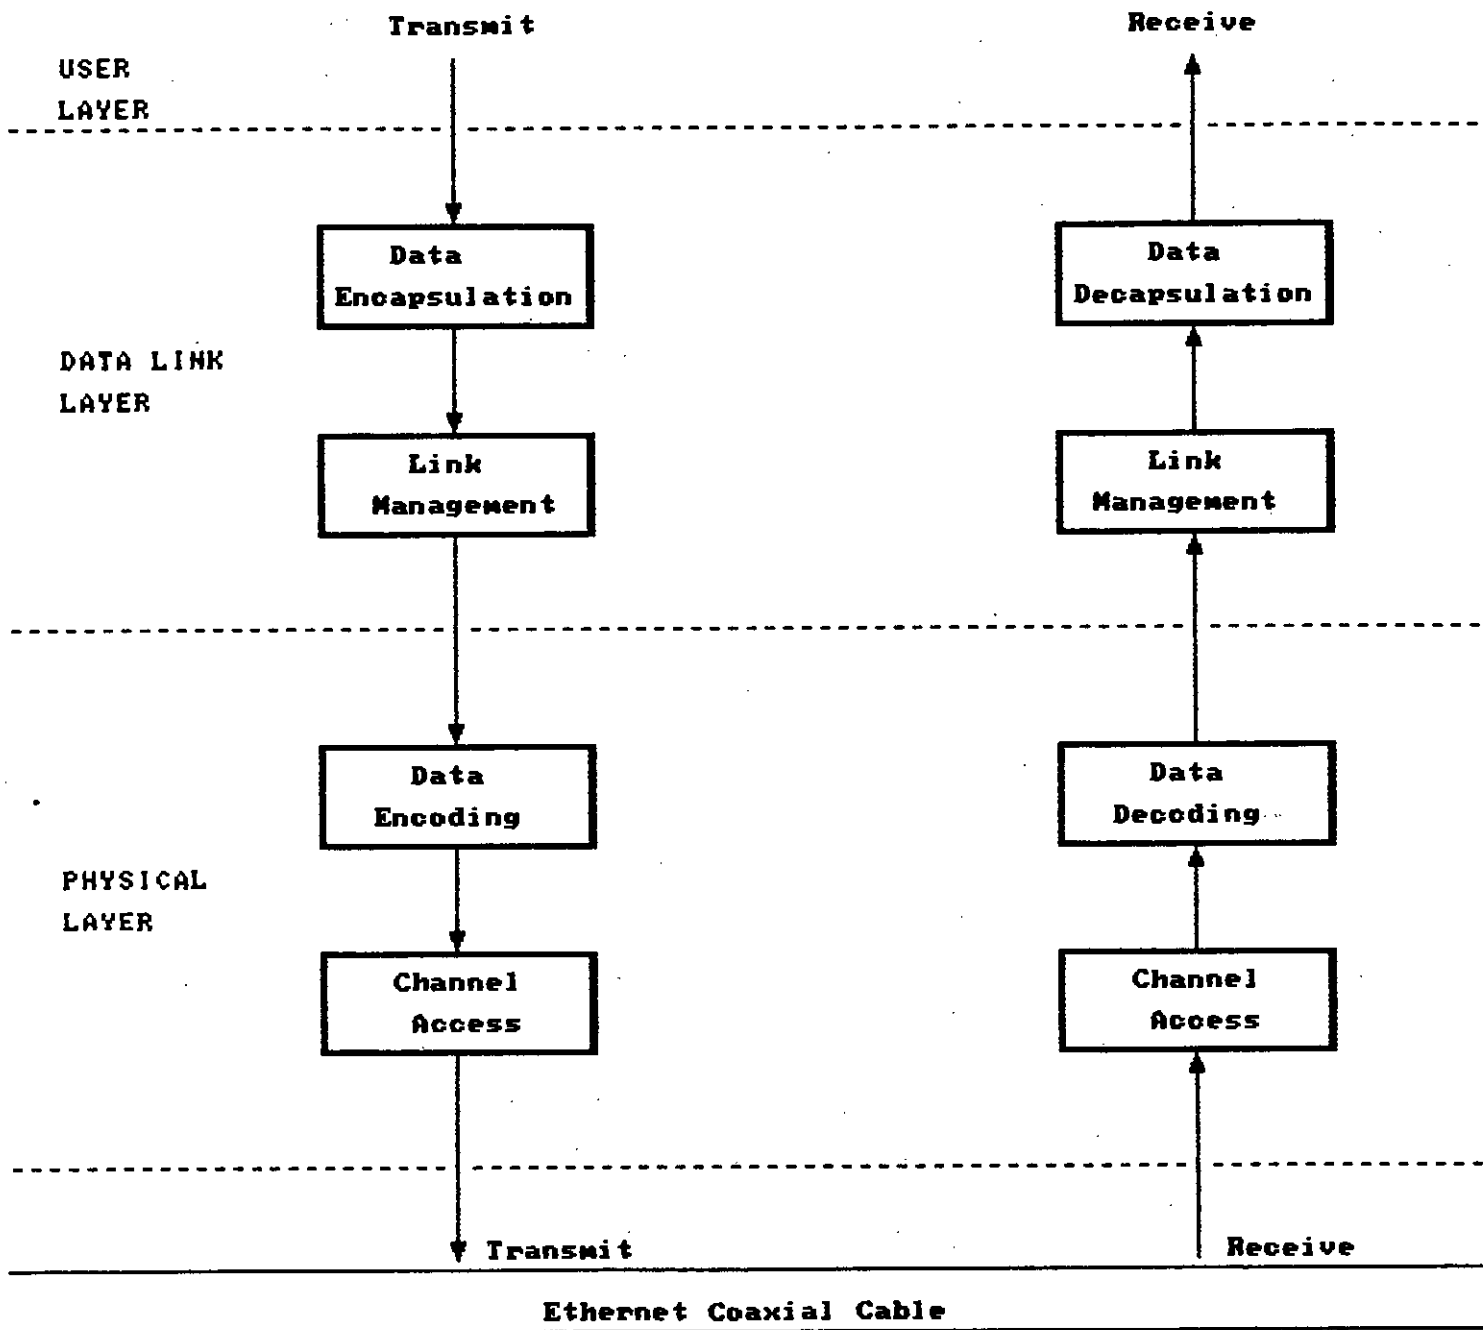 Transmit
Receive
USER
LAYER
Data
Encapsulation
Data
Decapsulation
DATA LINK
LAYER
Link
Management
Link
Management
Data
Encoding
Data
Decoding
PHYSICAL
LAYER
Channel
Access
Channel
Access
Transmit
Receive
Ethernet Coaxial Cable